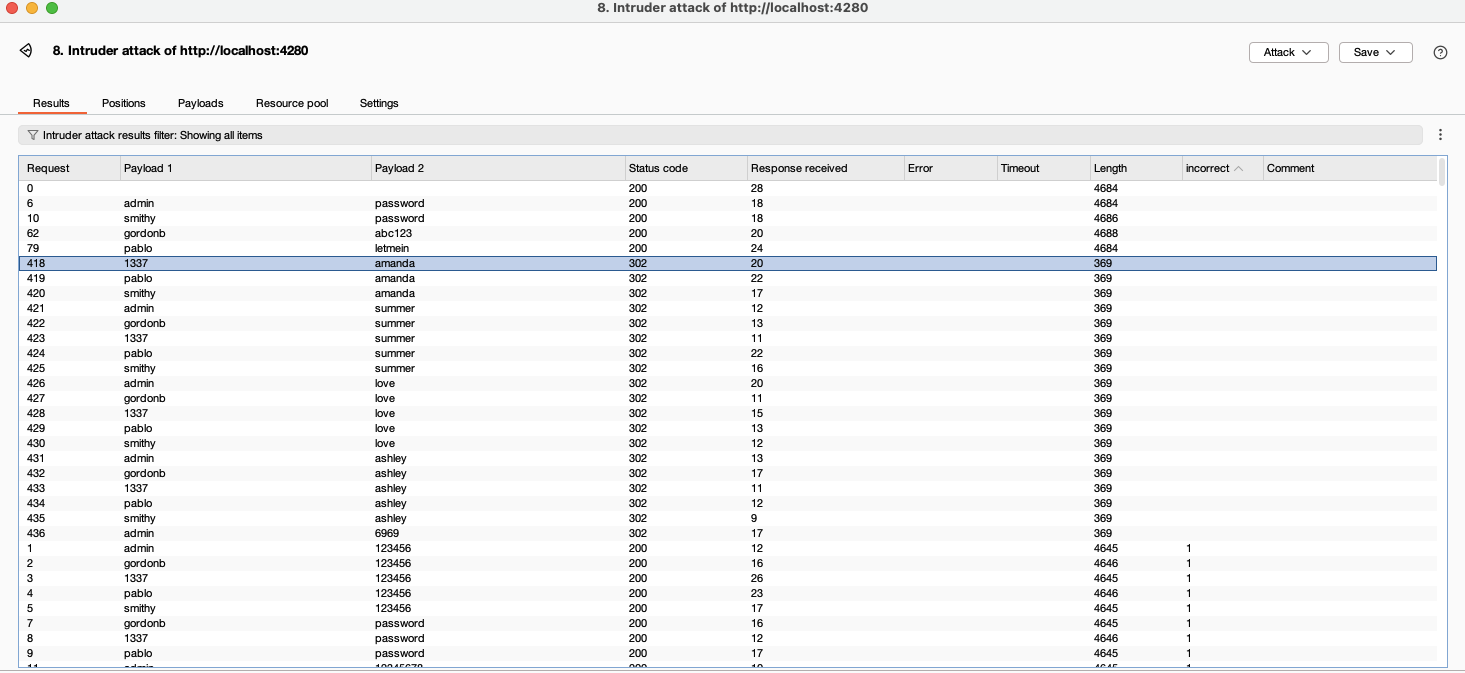 8. Intruder attack of http://localhost:4280
8. Intruder attack of http://localhost:4280 Attack Save
Results Positions Payloads Resource pool Settings
Intruder attack results filter: Showing all items
Request Payload 1 Payload 2 Status code Response received Error Timeout Length incorrect Comment
0 200 28 4684
6 admin password 200 18 4684
10 smithy password 200 18 4686
62 gordonb abc123 200 20 4688
79 pablo letmein 200 24 4684
418 1337 amanda 302 20 369
419 pablo amanda 302 22 369
420 smithy amanda 302 17 369
421 admin summer 302 12 369
422 gordonb summer 302 13 369
423 1337 summer 302 11 369
424 pablo summer 302 22 369
425 smithy summer 302 16 369
426 admin love 302 20 369
427 gordonb love 302 11 369
428 1337 love 302 15 369
429 pablo love 302 13 369
430 smithy love 302 12 369
431 admin ashley 302 13 369
432 gordonb ashley 302 17 369
433 1337 ashley 302 11 369
434 pablo ashley 302 12 369
435 smithy ashley 302 9 369
436 admin 6969 302 17 369
1 admin 123456 200 12 4645 1
2 gordonb 123456 200 16 4646 1
3 1337 123456 200 26 4645 1
4 pablo 123456 200 23 4646 1
5 smithy 123456 200 17 4645 1
7 gordonb password 200 16 4645 1
8 1337 password 200 12 4646 1
9 pablo password 200 17 4645 1